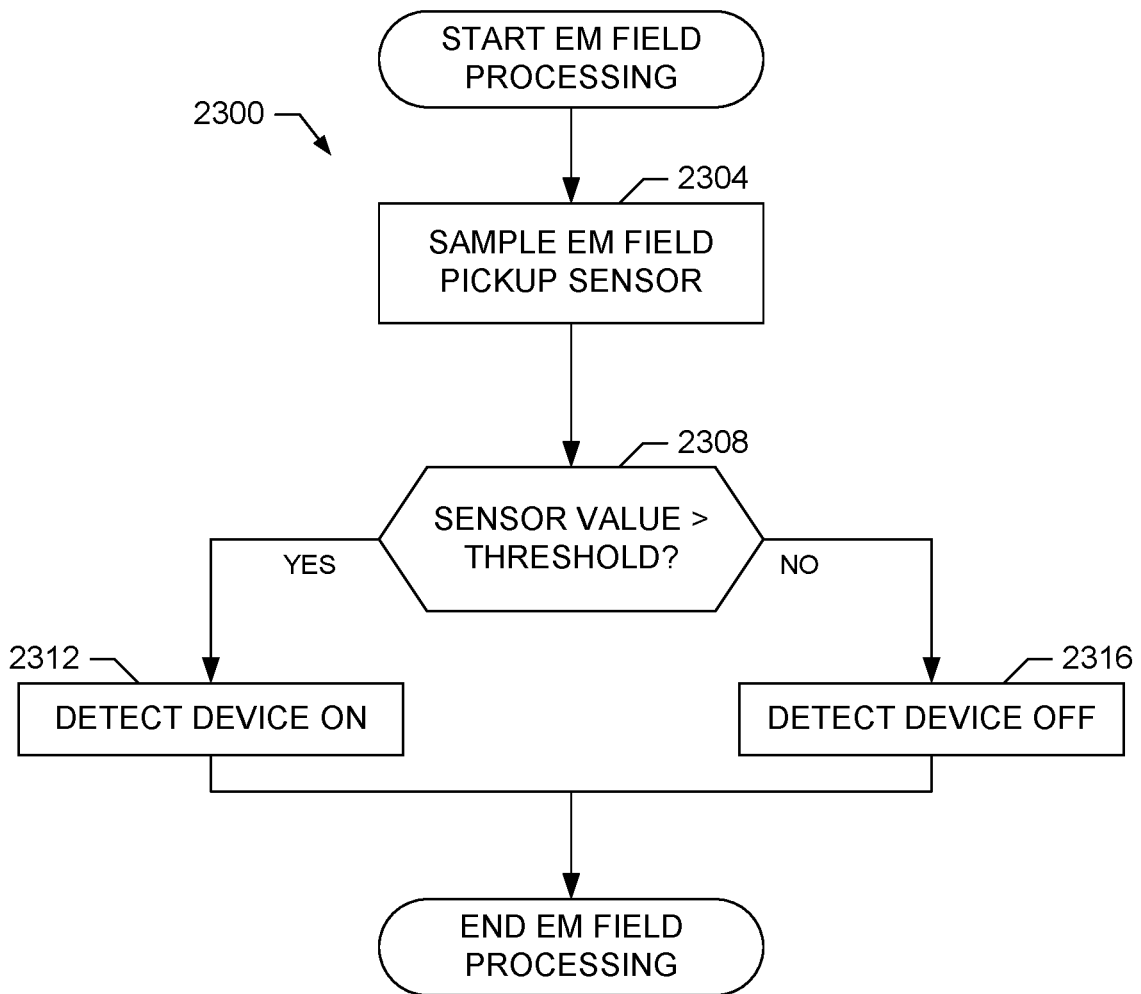 START EM FIELD
PROCESSING
2300
2304
SAMPLE EM FIELD
PICKUP SENSOR
2308
SENSOR VALUE >
THRESHOLD?
YES
NO
2312
2316
DETECT DEVICE ON
DETECT DEVICE OFF
END EM FIELD
PROCESSING